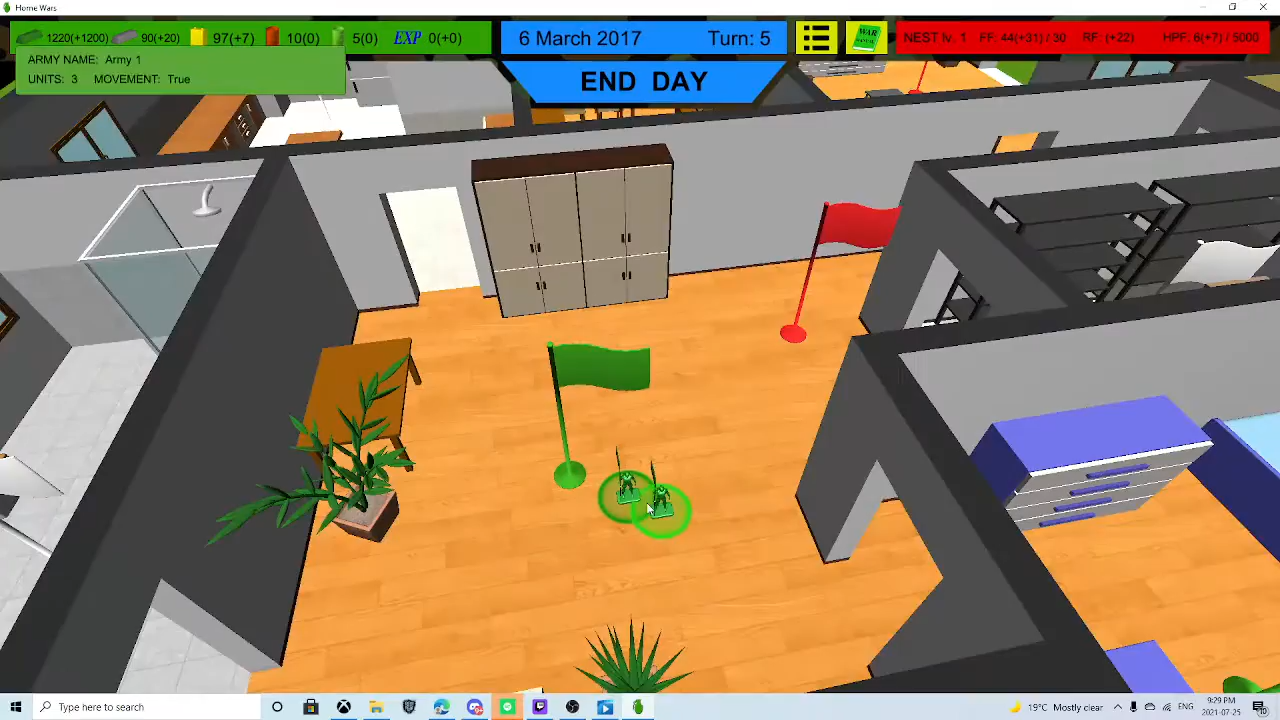 Home Wars
1220(+1200) 90(+20) 97(+7) 10(0) 5(0) EXP 0(+0)
6 March 2017 Turn: 5
WAR
NEST lv. 1 FF: 44(+31) / 30 RF: (+22) HPF: 6(+7) / 5000
ARMY NAME: Army 1
UNITS: 3 MOVEMENT: True
END DAY
Type here to search
19°C Mostly clear
ENG
9:29 PM
2021-07-25